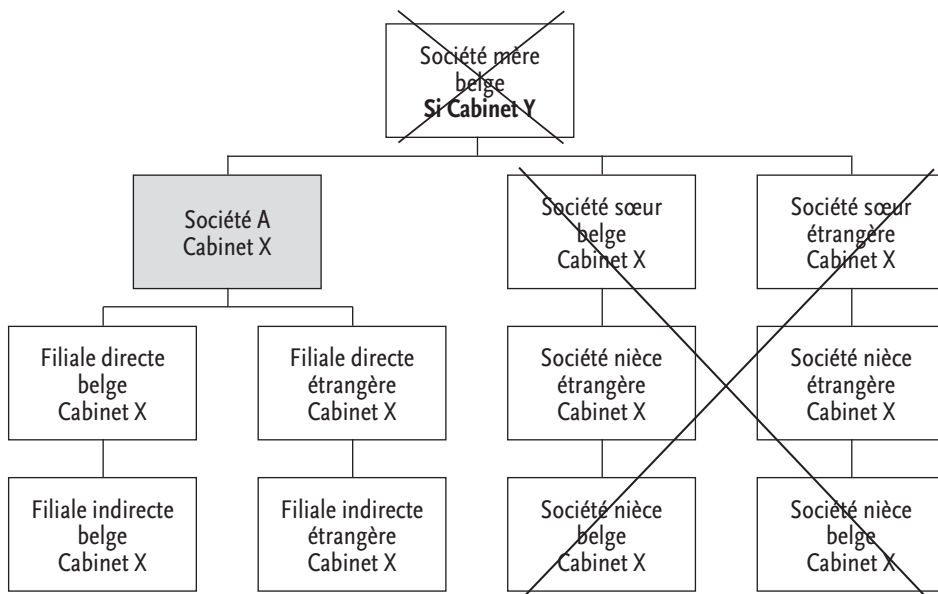 Société mère
belge
Si Cabinet Y
Société A
Cabinet X
Société sœur
belge
Cabinet X
Société sœur
étrangère
Cabinet X
Filiale directe
belge
Cabinet X
Filiale directe
étrangère
Cabinet X
Société nièce
étrangère
Cabinet X
Société nièce
étrangère
Cabinet X
Filiale indirecte
belge
Cabinet X
Filiale indirecte
étrangère
Cabinet X
Société nièce
belge
Cabinet X
Société nièce
belge
Cabinet X